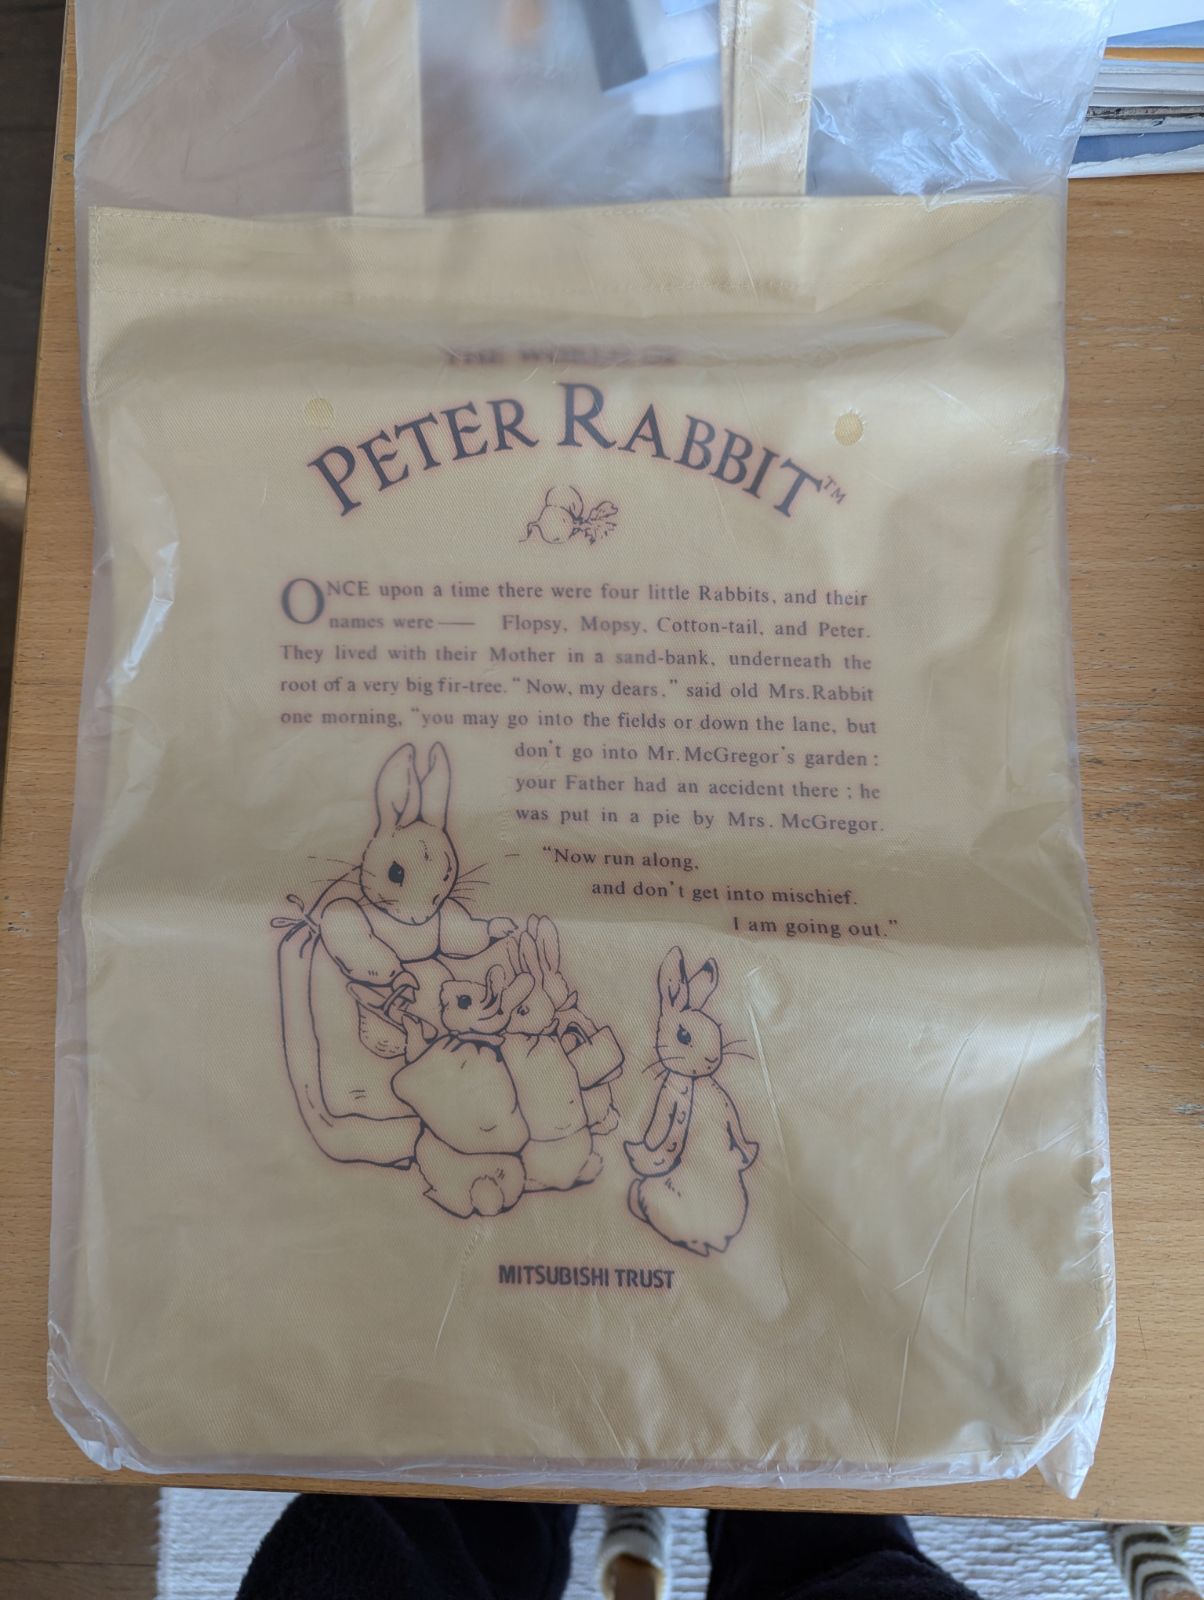 THE WORLD OF
PETER RABBIT™
ONCE upon a time there were four little Rabbits, and their
names were—— Flopsy, Mopsy, Cotton-tail, and Peter.
They lived with their Mother in a sand-bank, underneath the
root of a very big fir-tree. “Now, my dears,” said old Mrs. Rabbit
one morning, “you may go into the fields or down the lane, but
don't go into Mr. McGregor's garden :
your Father had an accident there ; he
was put in a pie by Mrs. McGregor.
“Now run along,
and don't get into mischief.
I am going out.”
MITSUBISHI TRUST